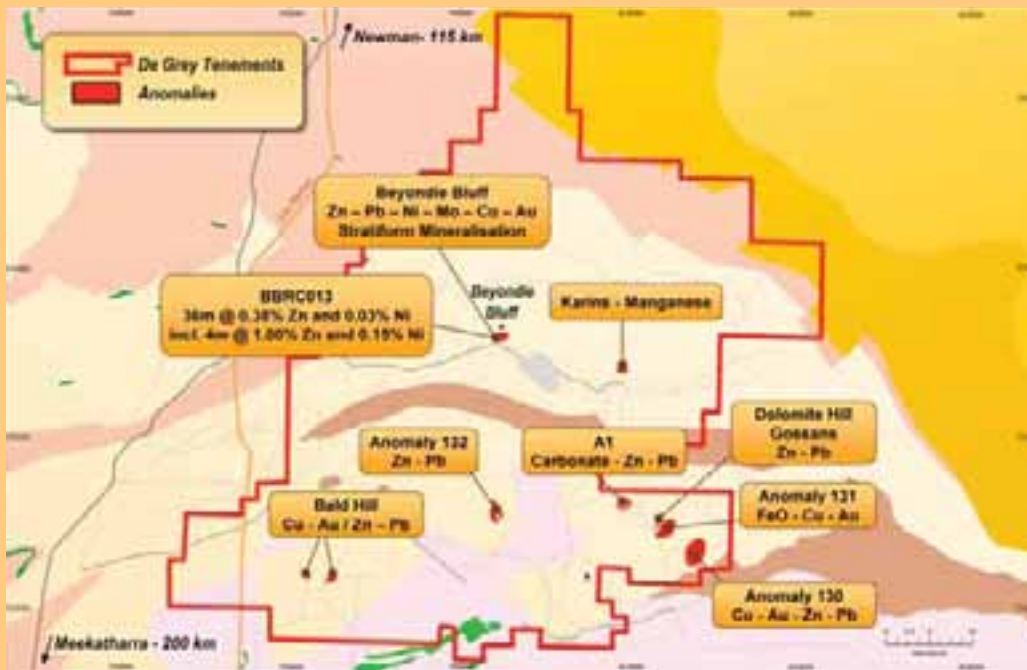 Newman - 115 km
De Grey Tenements
Anomalies
Beyondie Bluff
Zn – Pb – Ni – Mo – Co – Au
Stratiform Mineralisation
BBRC013
36m @ 0.38% Zn and 0.03% Ni
incl. 4m @ 1.00% Zn and 0.15% Ni
Beyondie
Bluff
Karins - Manganese
Anomaly 132
Zn - Pb
A1
Carbonate - Zn - Pb
Dolomite Hill
Gossans
Zn - Pb
Bald Hill
Cu - Au / Zn – Pb
Anomaly 131
FeO - Cu - Au
Anomaly 130
Cu - Au - Zn - Pb
Meekatharra - 200 km